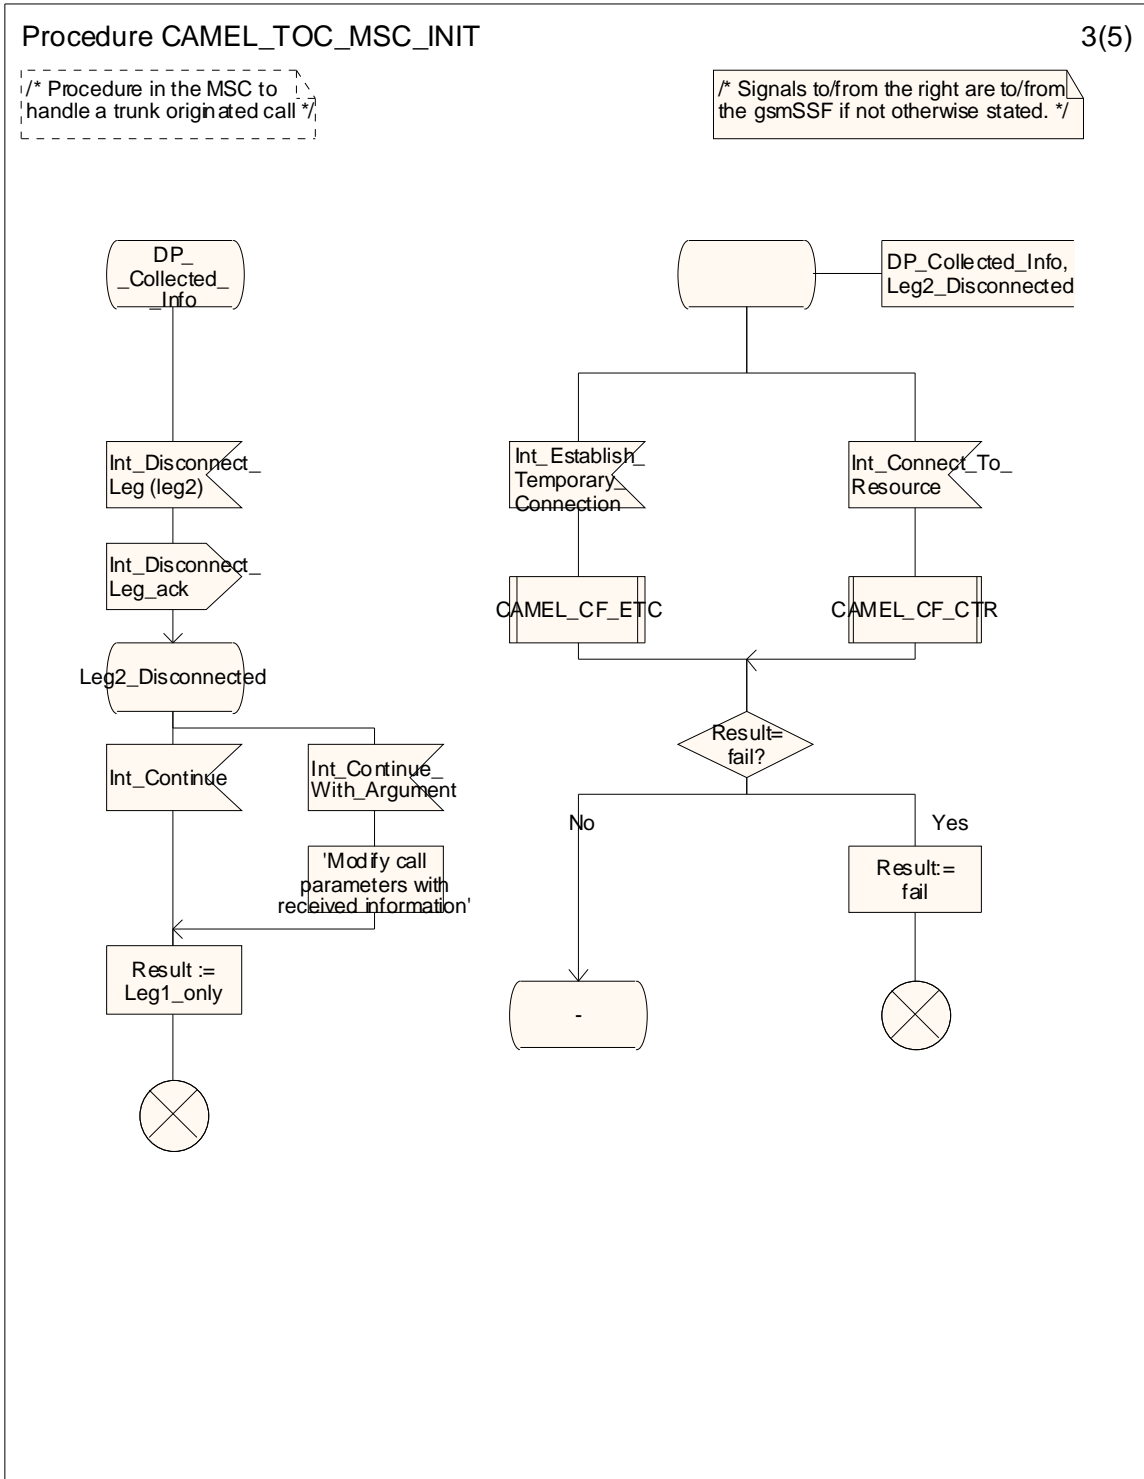 Procedure CAMEL_TOC_MSC_INIT
3(5)
/* Procedure in the MSC to
handle a trunk originated call */
/* Signals to/from the right are to/from
the gsmSSF if not otherwise stated. */
DP_
_Collected_
_Info
DP_Collected_Info,
Leg2_Disconnected
Int_Disconnect_
Leg (leg2)
Int_Establish_
Temporary_
Connection
Int_Connect_To_
Resource
Int_Disconnect_
Leg_ack
CAMEL_CF_ETC
CAMEL_CF_CTR
Leg2_Disconnected
Result=
fail?
Int_Continue
Int_Continue_
With_Argument
No
Yes
'Modify call
parameters with
received information'
Result:=
fail
Result :=
Leg1_only
-